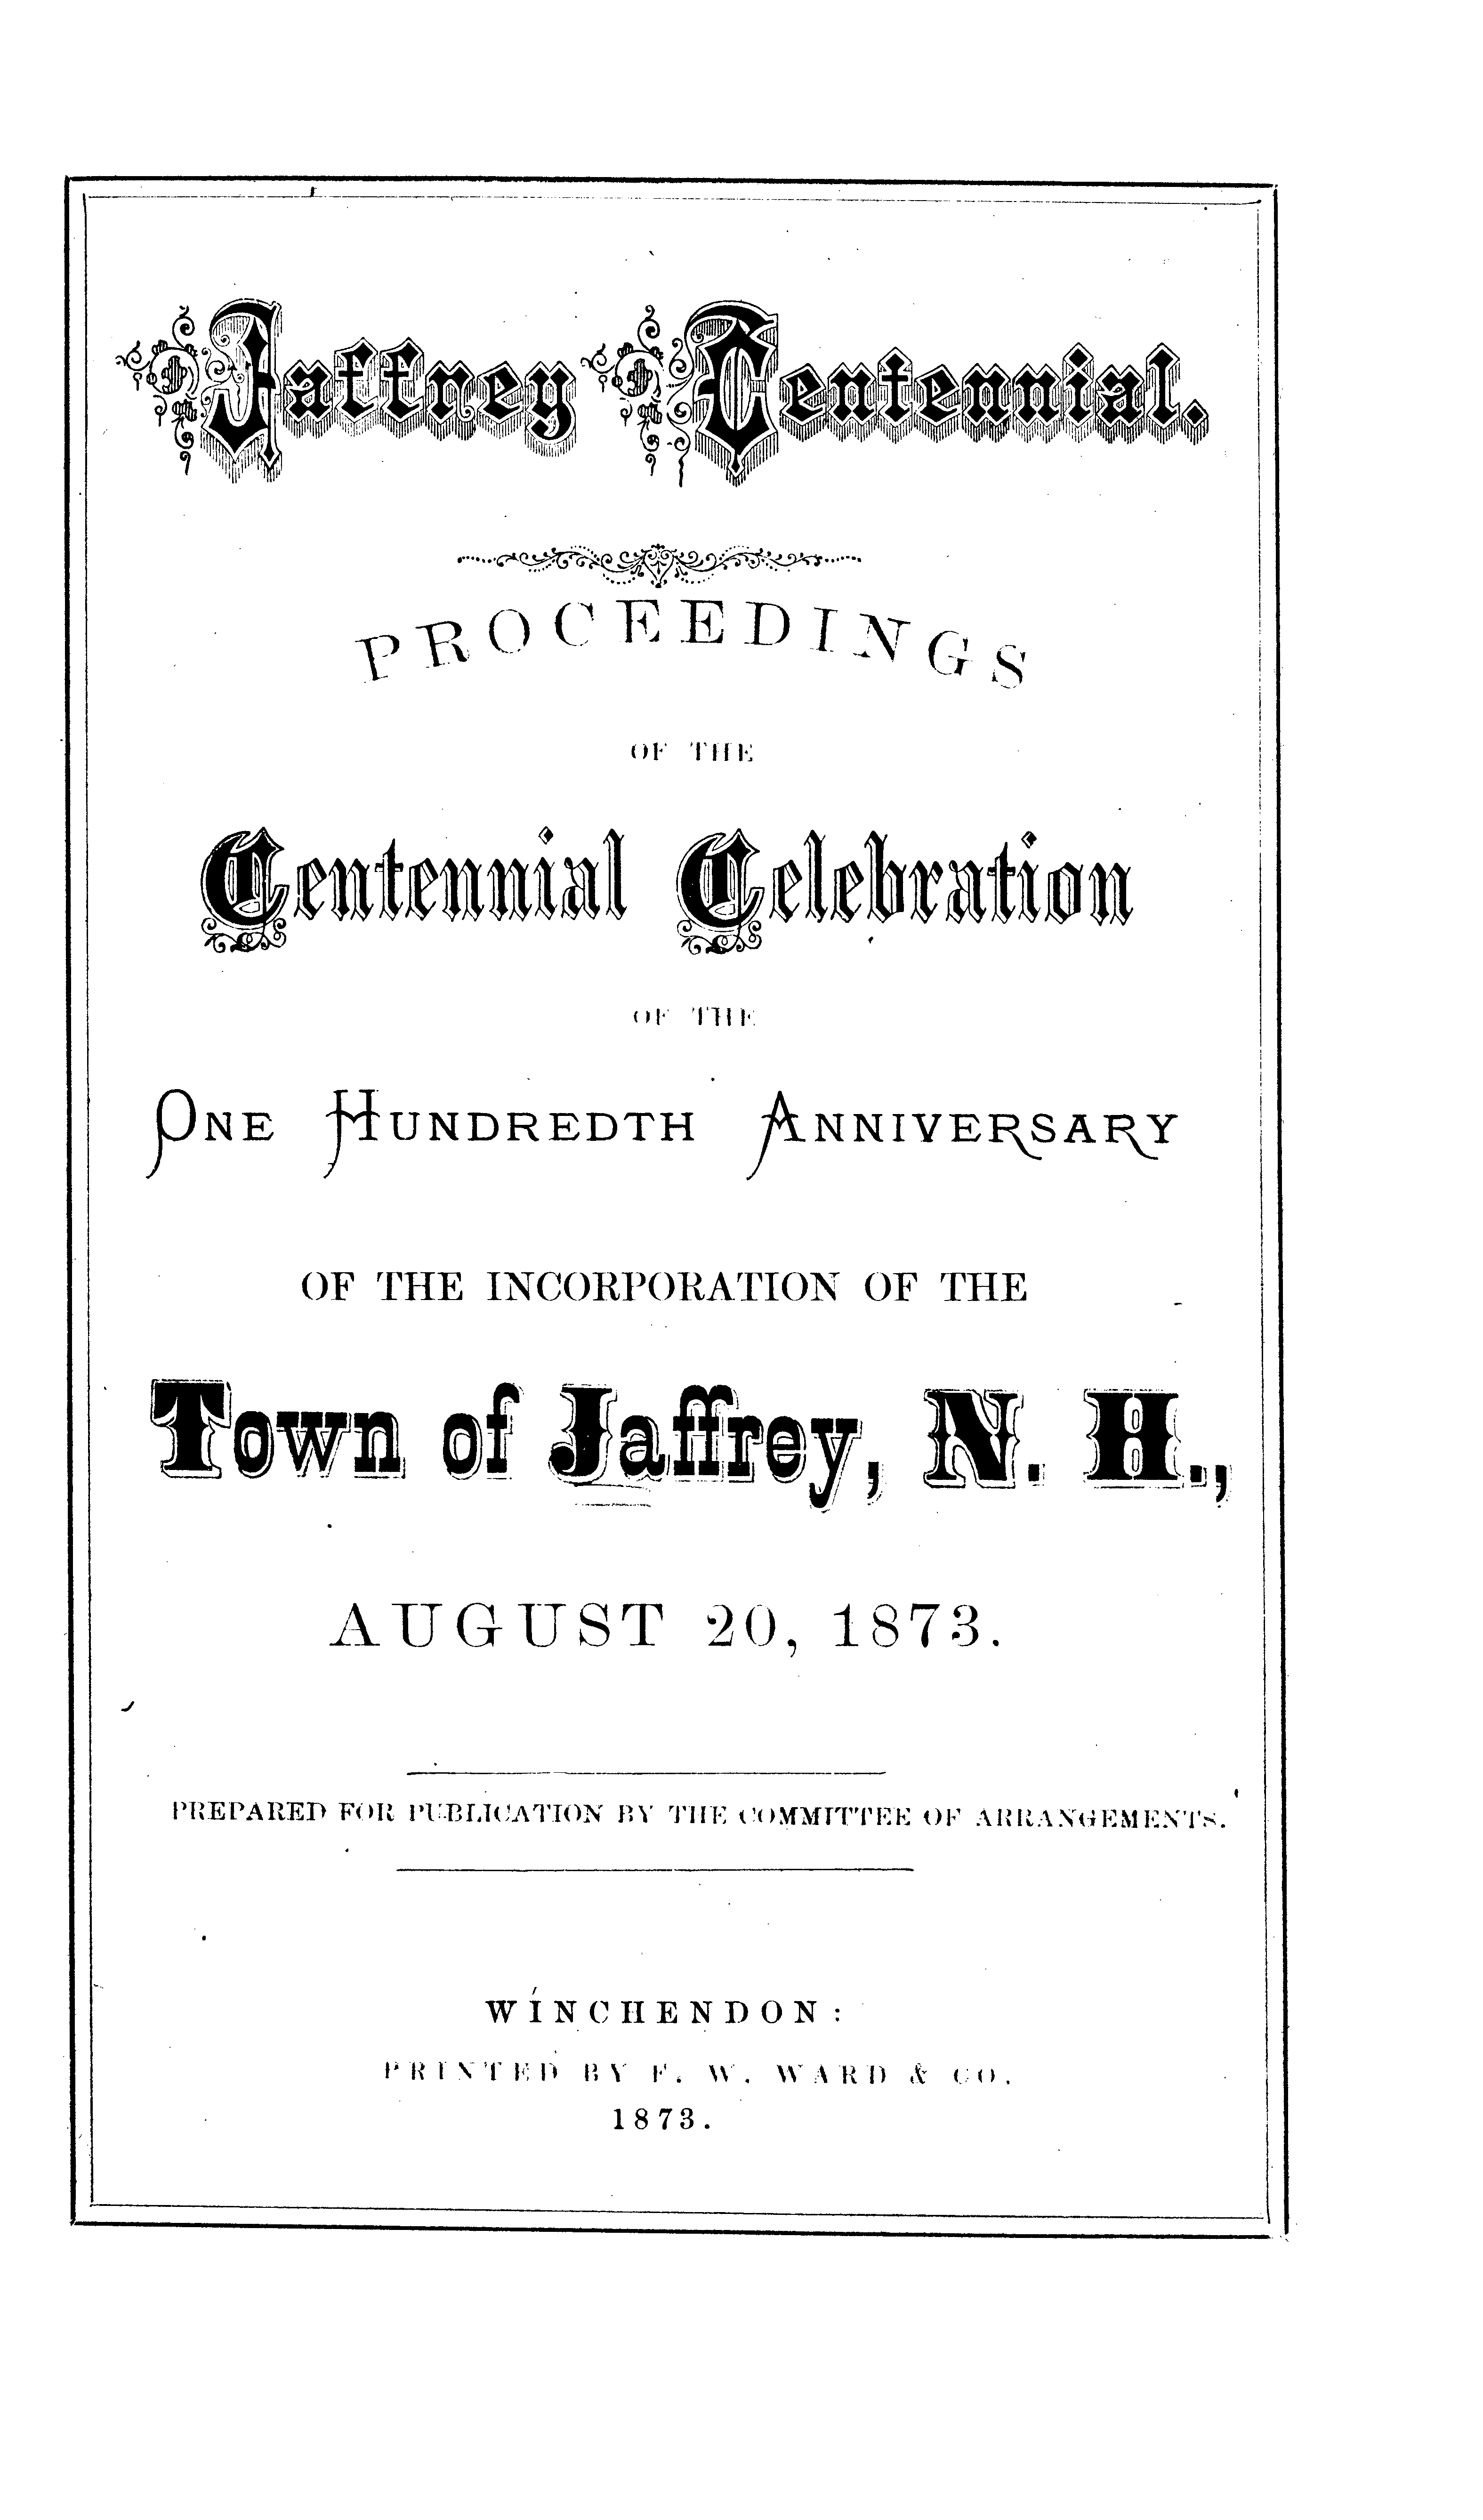 Jaffrey Centennial.
PROCEEDINGS
OF THE
Centennial Celebration
OF THE
ONE HUNDREDTH ANNIVERSARY
OF THE INCORPORATION OF THE
Town of Jaffrey, N. H.,
AUGUST 20, 1873.
PREPARED FOR PUBLICATION BY THE COMMITTEE OF ARRANGEMENTS.
WINCHENDON:
PRINTED BY F. W. WARD & CO.
1873.